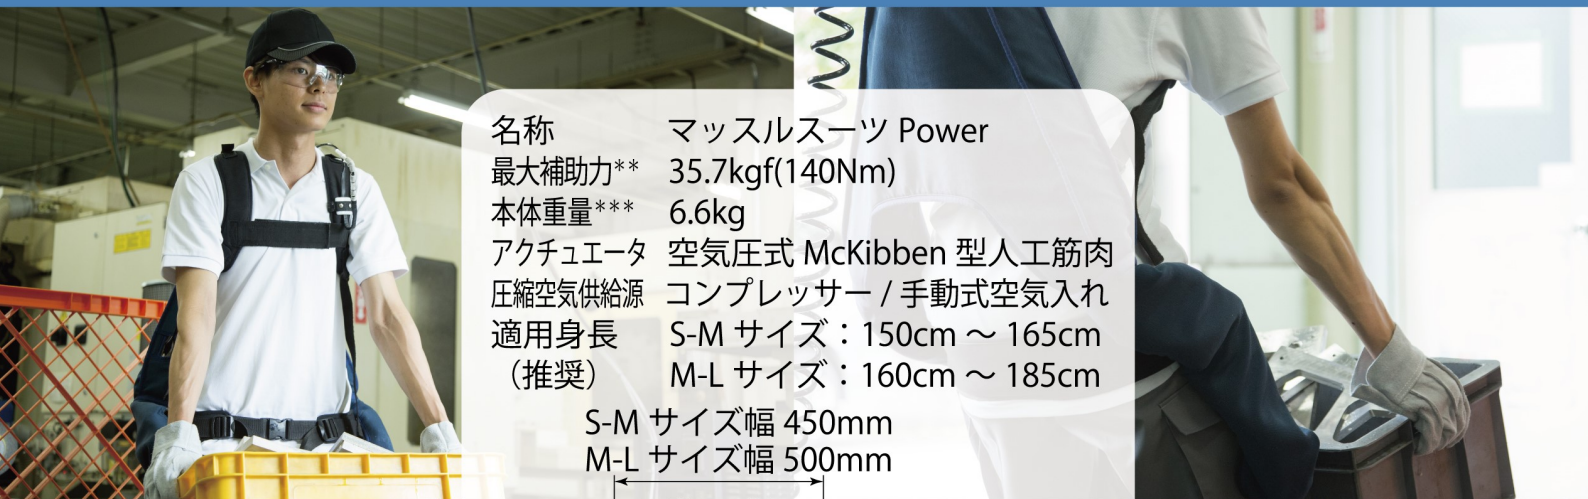 名称 マッスルスーツ Power
最大補助力** 35.7kgf(140Nm)
本体重量*** 6.6kg
アクチュエータ 空気圧式 McKibben 型人工筋肉
圧縮空気供給源 コンプレッサー / 手動式空気入れ
適用身長 S-M サイズ：150cm ～ 165cm
（推奨） M-L サイズ：160cm ～ 185cm
S-M サイズ幅 450mm
M-L サイズ幅 500mm